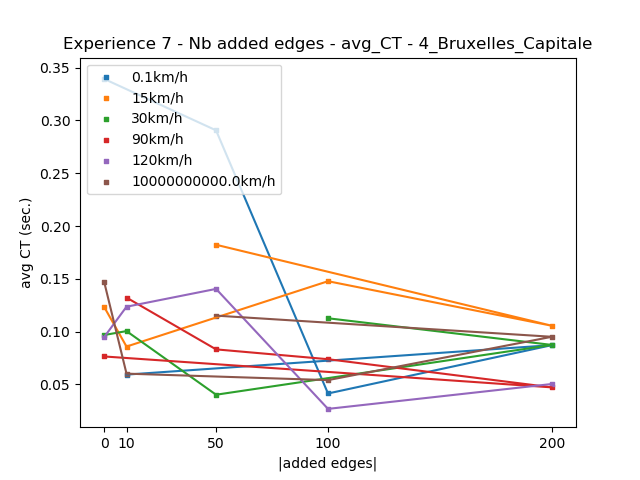 Experience 7 - Nb added edges - avg_CT - 4_Bruxelles_Capitale
0.35
0.30
0.25
0.20
0.15
0.10
0.05
avg CT (sec.)
0.1km/h
15km/h
30km/h
90km/h
120km/h
10000000000.0km/h
0 10 50 100 200
|added edges|